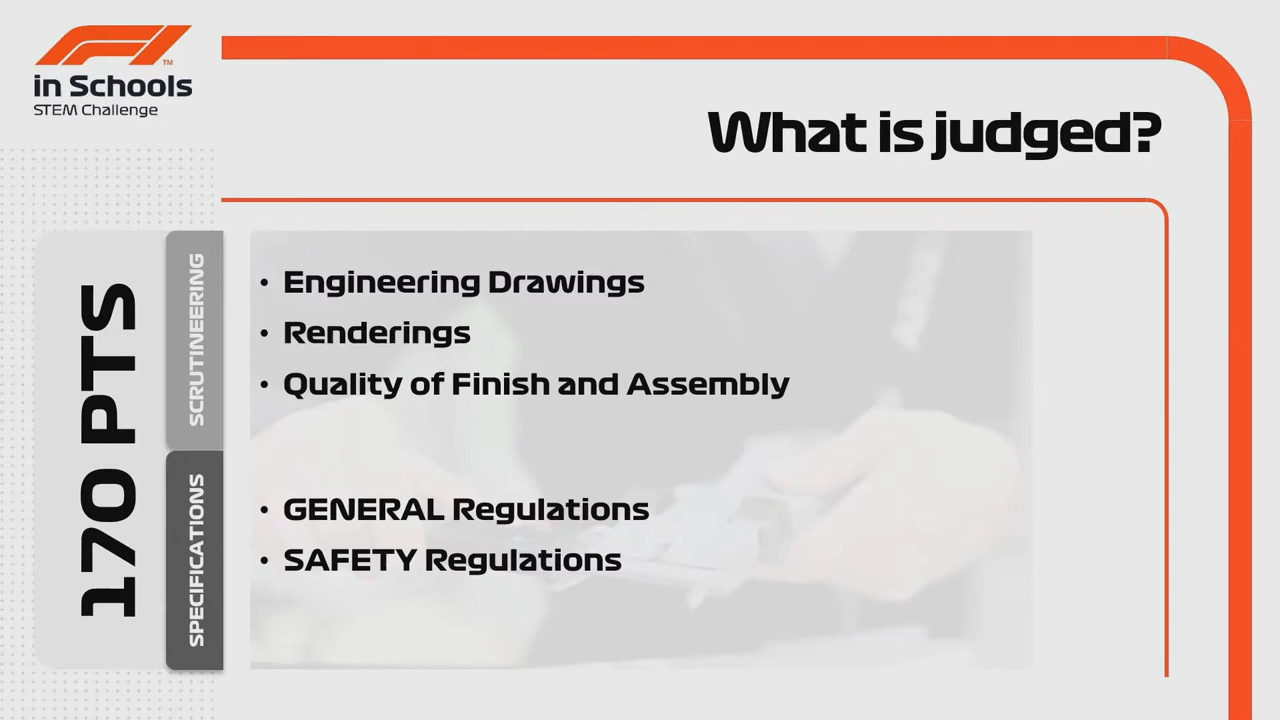 TM
in Schools
STEM Challenge
What is judged?
170 PTS
SCRUTINEERING
• Engineering Drawings
• Renderings
• Quality of Finish and Assembly
SPECIFICATIONS
• GENERAL Regulations
• SAFETY Regulations